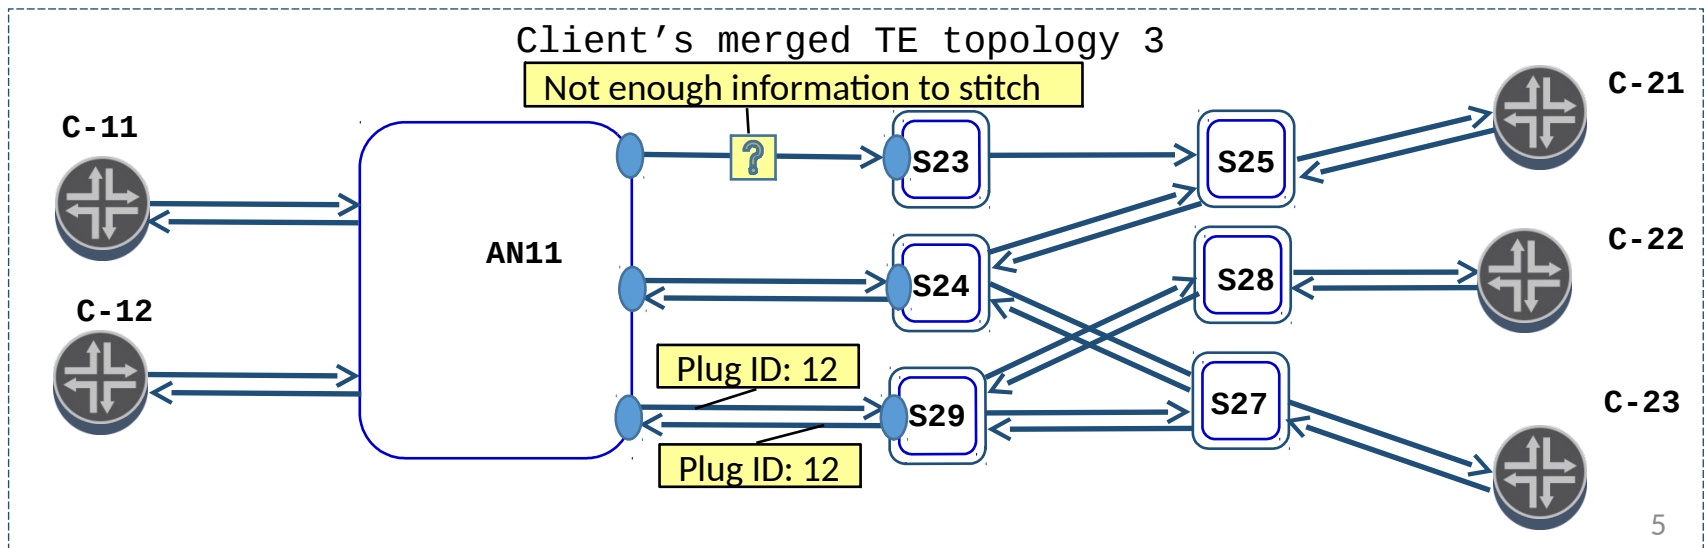 Client’s merged TE topology 3
Not enough information to stitch
C-21
C-11
?
S23
S25
C-22
AN11
S24
S28
C-12
Plug ID: 12
S29
S27
C-23
Plug ID: 12
5